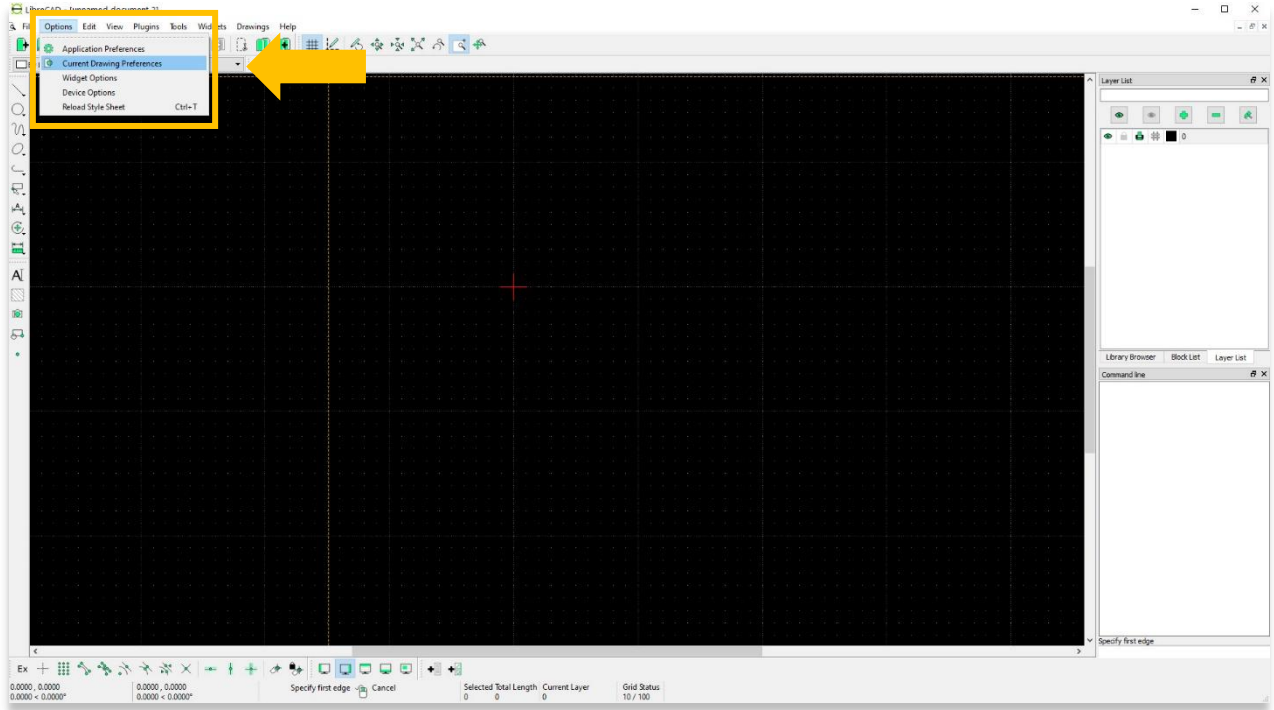 LibreCAD - [unnamed document 2]
Options Edit View Plugins Tools Widgets Drawings Help
Application Preferences
Current Drawing Preferences
Widget Options
Device Options
Reload Style Sheet Ctrl+T
Layer List
0
Library Browser Block List Layer List
Command line
Specify first edge
Ex
0.0000 , 0.0000 0.0000 , 0.0000 Specify first edge Cancel Selected Total Length Current Layer Grid Status
0.0000 < 0.0000° 0.0000 < 0.0000° 0 0 0 10 / 100